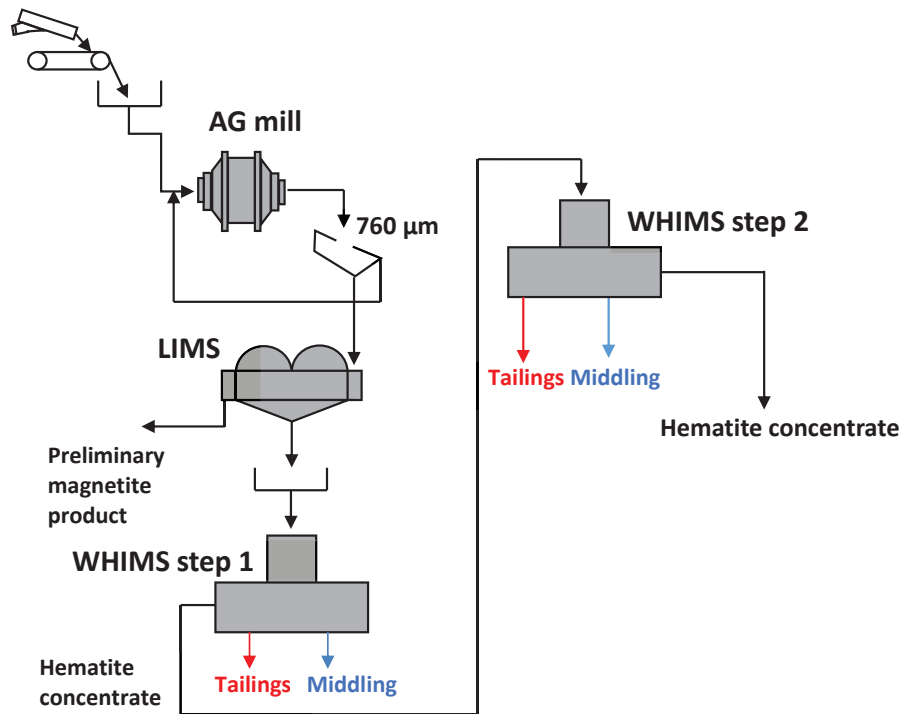 AG mill
760 µm
LIMS
Preliminary
magnetite
product
WHIMS step 1
Hematite
concentrate
Tailings
Middling
WHIMS step 2
Tailings
Middling
Hematite concentrate